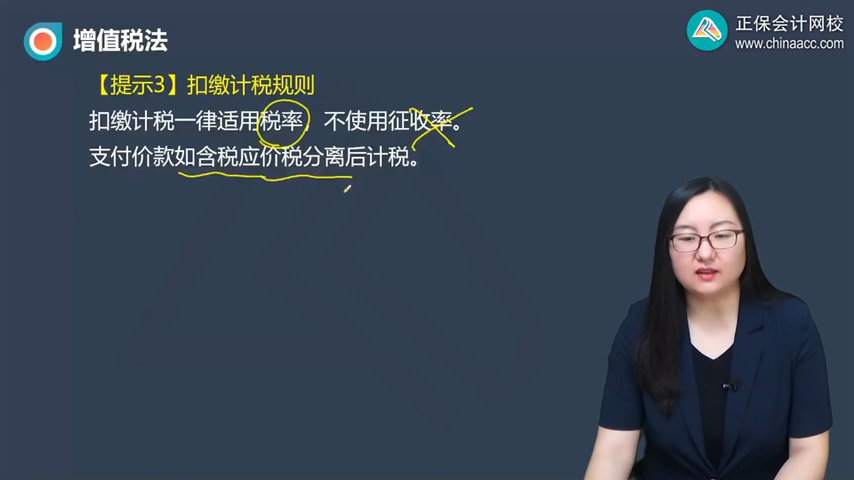 增值税法
正保会计网校
www.chinaacc.com
【提示3】扣缴计税规则
扣缴计税一律适用税率，不使用征收率。
支付价款如含税应价税分离后计税。